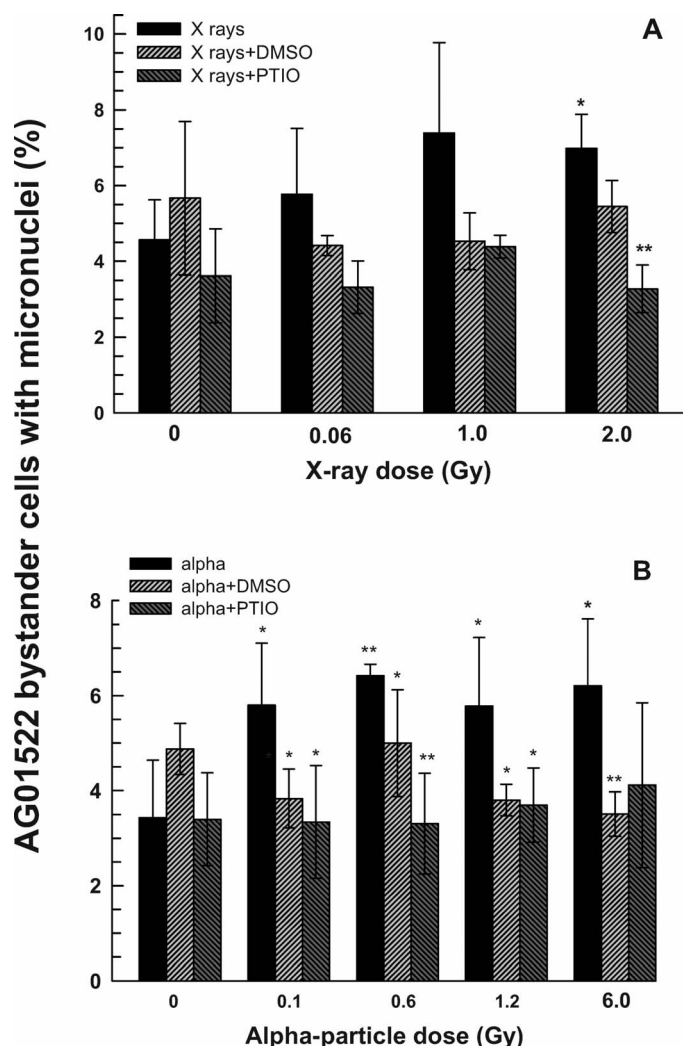 AG01522 bystander cells with micronuclei (%)
A
X rays
X rays+DMSO
X rays+PTIO
10
8
6
4
2
0
*
**
0 0.06 1.0 2.0
X-ray dose (Gy)
B
alpha
alpha+DMSO
alpha+PTIO
8
6
4
2
0
* * *
** * **
* * *
* **
0 0.1 0.6 1.2 6.0
Alpha-particle dose (Gy)